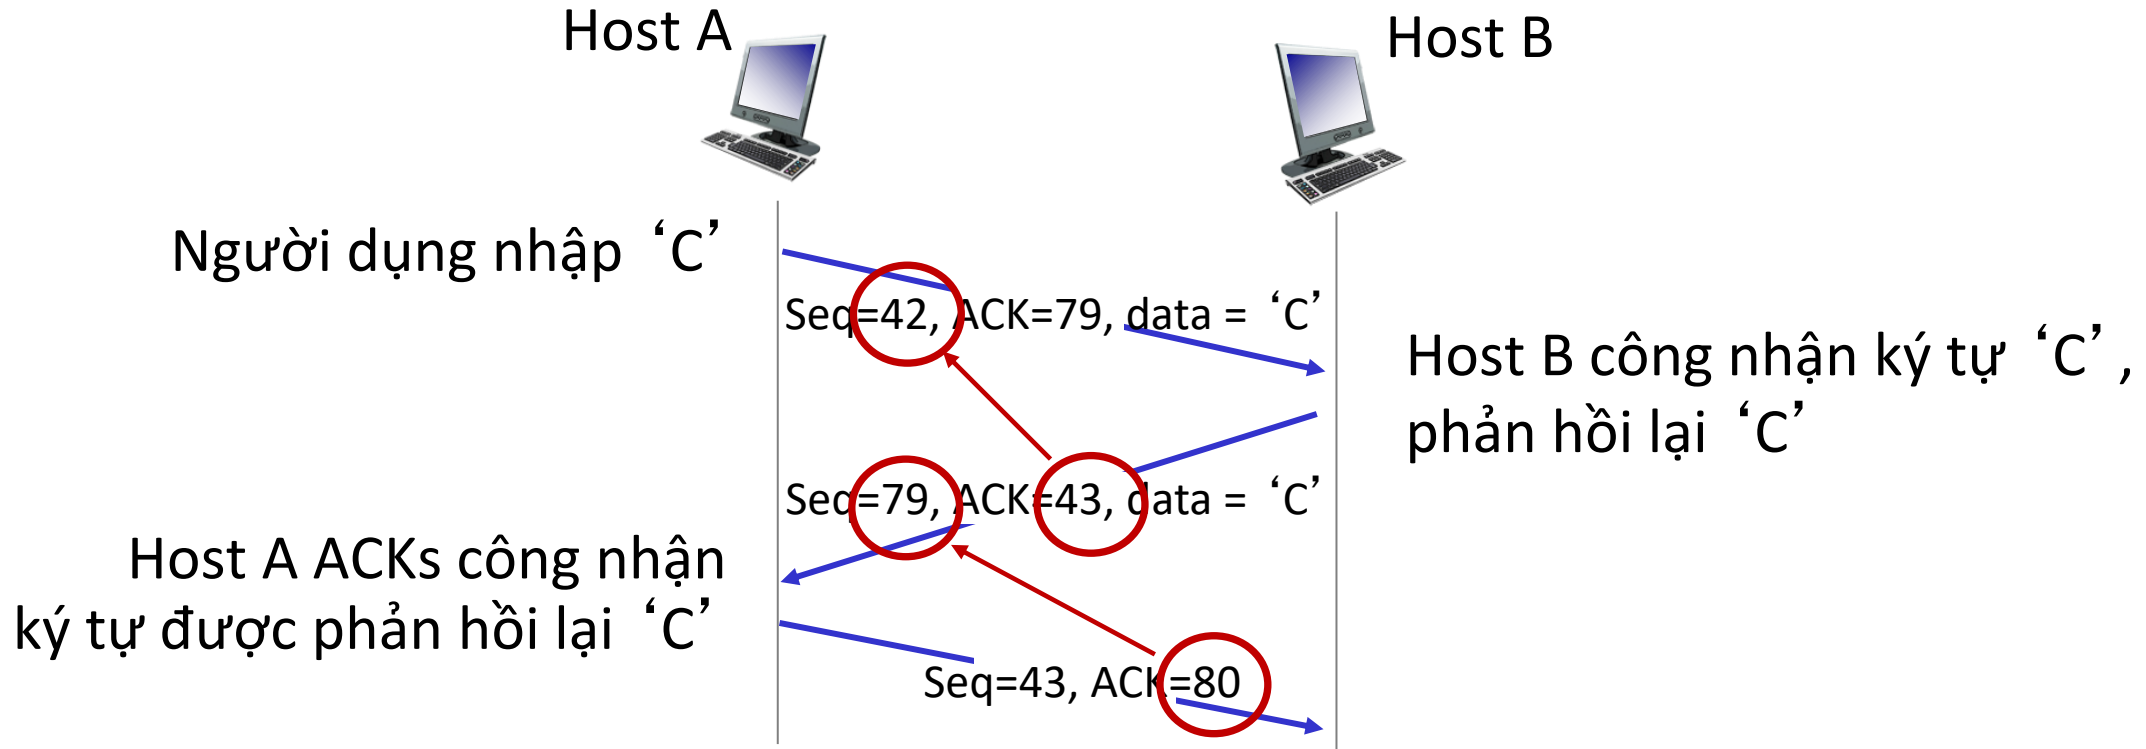 Host A
Host B
Người dụng nhập ‘C’
Seq=42, ACK=79, data = ‘C’
Host B công nhận ký tự ‘C’,
phản hồi lại ‘C’
Seq=79, ACK=43, data = ‘C’
Host A ACKs công nhận
ký tự được phản hồi lại ‘C’
Seq=43, ACK=80